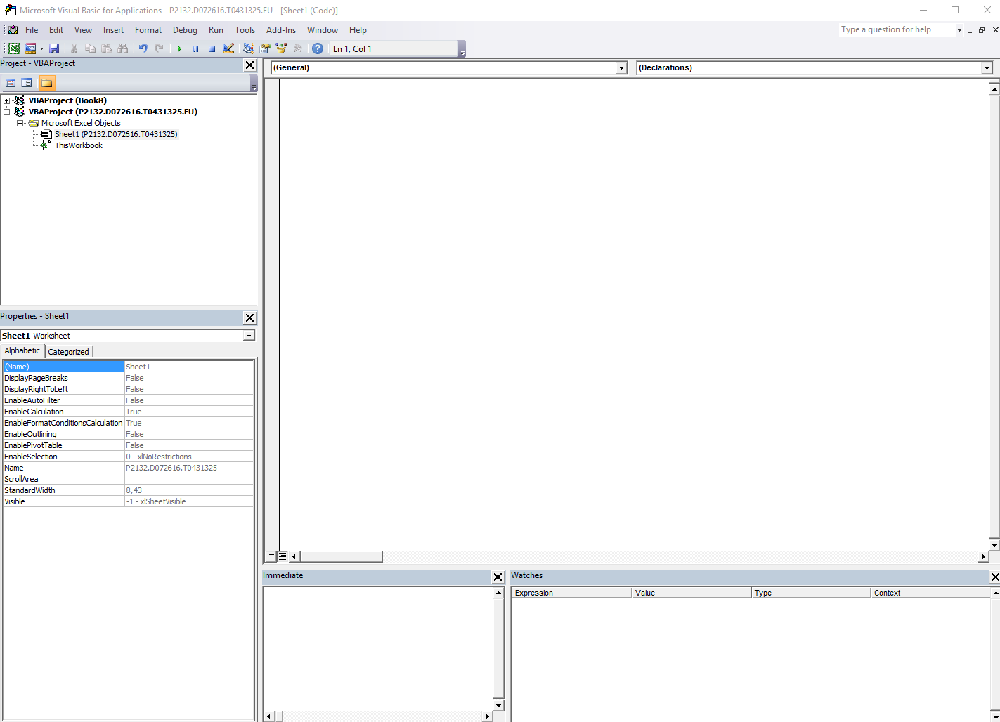 Microsoft Visual Basic for Applications - P2132.D072616.T0431325.EU - [Sheet1 (Code)]
File Edit View Insert Format Debug Run Tools Add-Ins Window Help
Type a question for help
Ln 1, Col 1
Project - VBAProject
(General)
(Declarations)
VBAProject (Book8)
VBAProject (P2132.D072616.T0431325.EU)
Microsoft Excel Objects
Sheet1 (P2132.D072616.T0431325)
ThisWorkbook
Properties - Sheet1
Sheet1 Worksheet
Alphabetic Categorized
(Name) Sheet1
DisplayPageBreaks False
DisplayRightToLeft False
EnableAutoFilter False
EnableCalculation True
EnableFormatConditionsCalculation True
EnableOutlining False
EnablePivotTable False
EnableSelection 0 - xlNoRestrictions
Name P2132.D072616.T0431325
ScrollArea
StandardWidth 8,43
Visible -1 - xlSheetVisible
Immediate
Watches
Expression Value Type Context